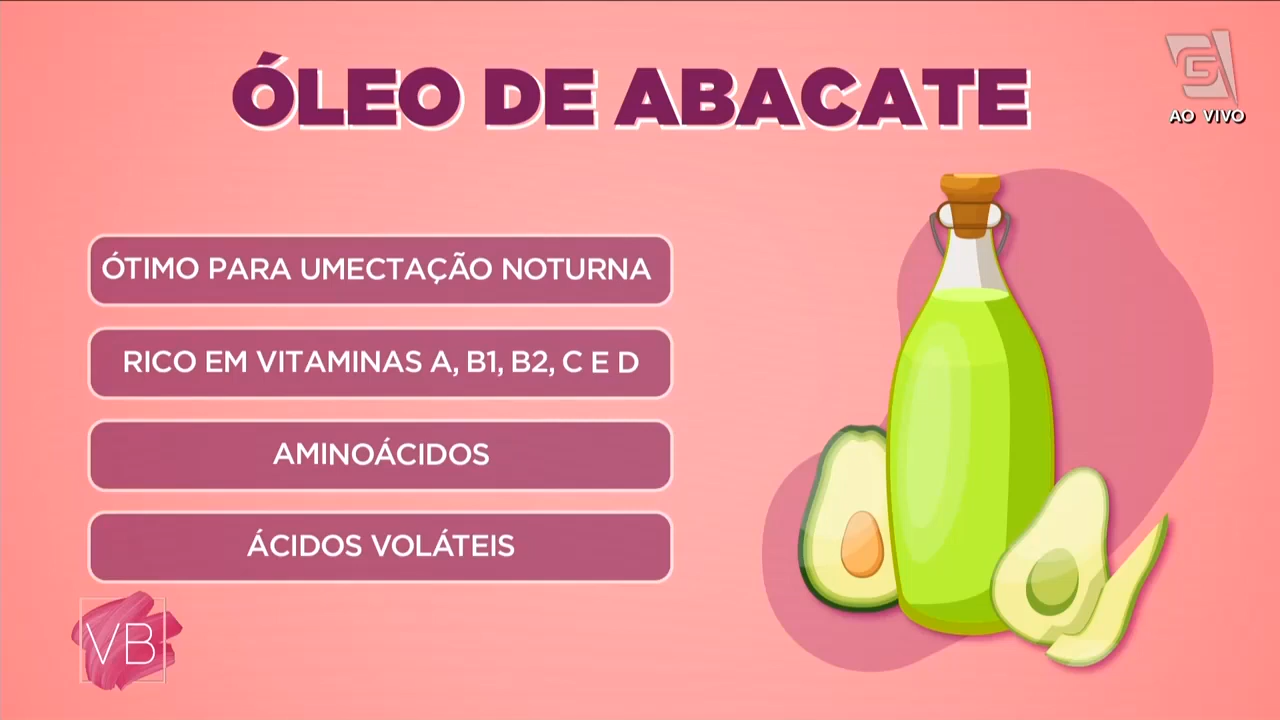 ÓLEO DE ABACATE
AO VIVO
ÓTIMO PARA UMECTAÇÃO NOTURNA
RICO EM VITAMINAS A, B1, B2, C E D
AMINOÁCIDOS
ÁCIDOS VOLÁTEIS
VB